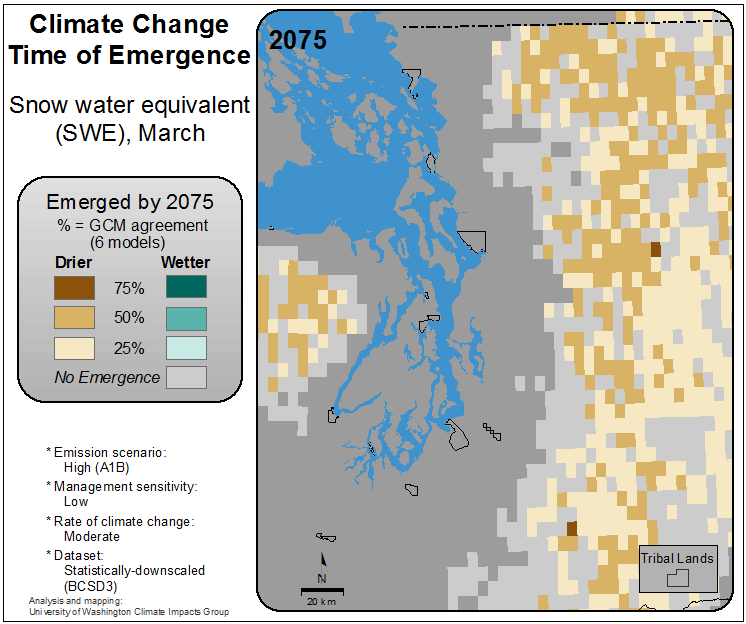 Climate Change
Time of Emergence
Snow water equivalent
(SWE), March
Emerged by 2075
% = GCM agreement
(6 models)
Drier Wetter
75%
50%
25%
No Emergence
* Emission scenario:
High (A1B)
* Management sensitivity:
Low
* Rate of climate change:
Moderate
* Dataset:
Statistically-downscaled
(BCSD3)
Analysis and mapping:
University of Washington Climate Impacts Group
2075
N
20 km
Tribal Lands